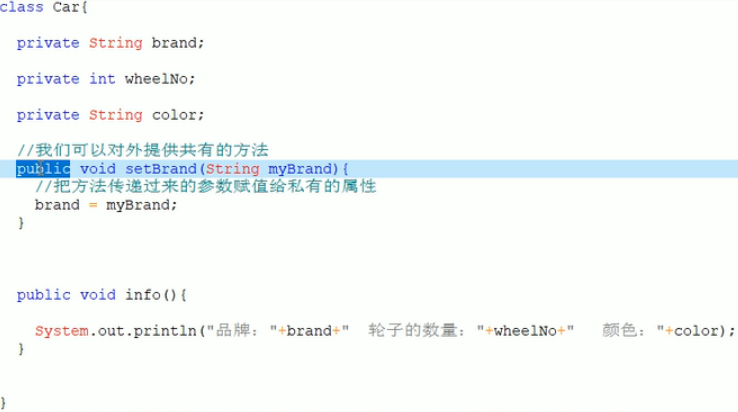 class Car{
private String brand;
private int wheelNo;
private String color;
//我们可以对外提供共有的方法
public void setBrand(String myBrand){
//把方法传递过来的参数赋值给私有的属性
brand = myBrand;
}
public void info(){
System.out.println("品牌："+brand+" 轮子的数量："+wheelNo+" 颜色："+color);
}
}